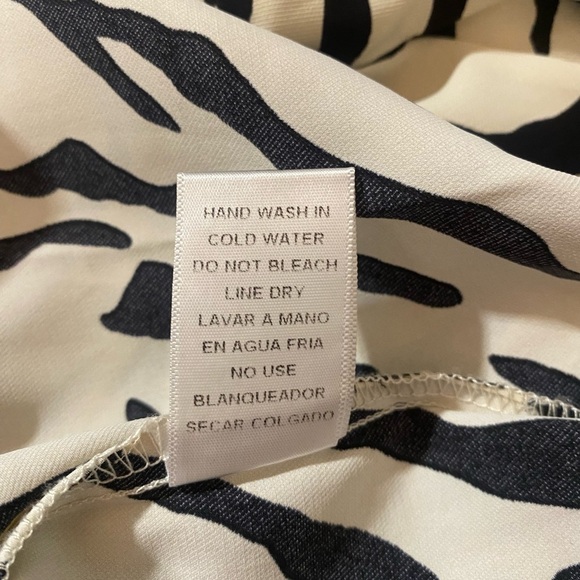 HAND WASH IN
COLD WATER
DO NOT BLEACH
LINE DRY
LAVAR A MANO
EN AGUA FRIA
NO USE
BLANQUEADOR
SECAR COLGADO